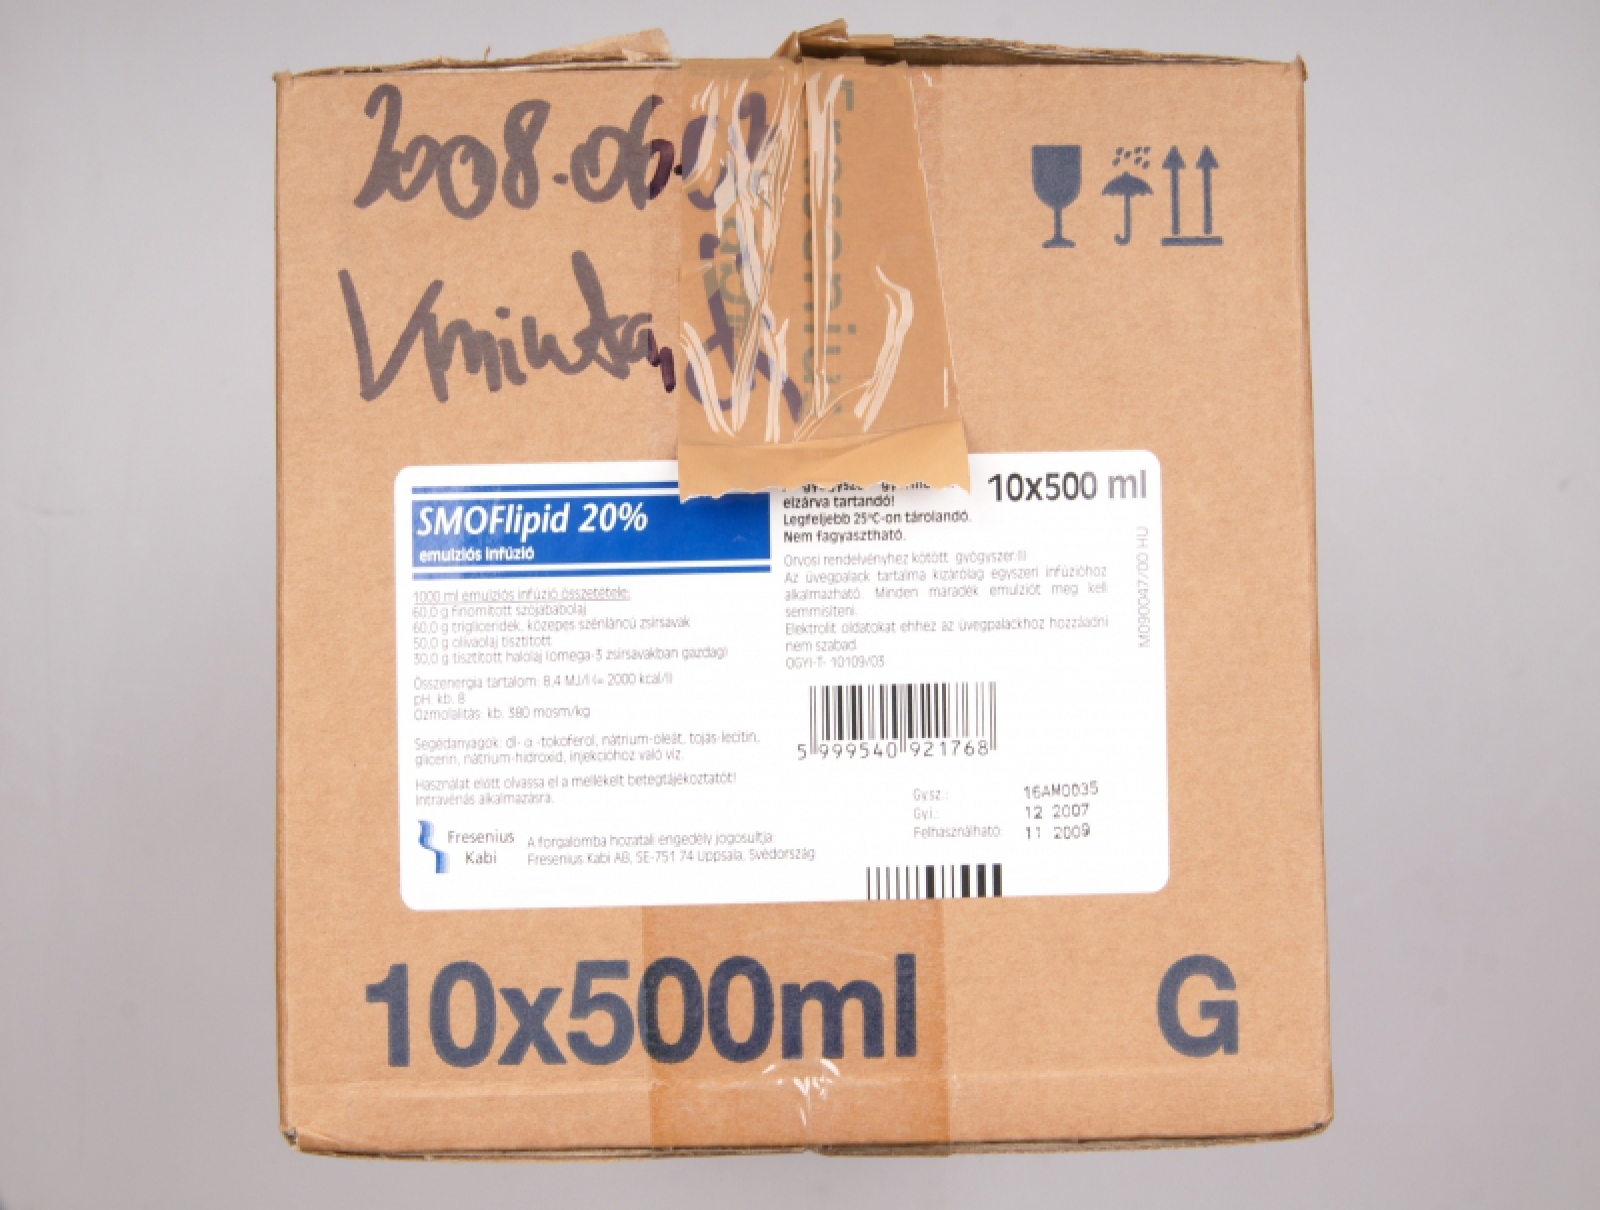 2008.06.
Vminta
Fresenius
SMOFlipid 20%
emulziós infúzió
1000 ml emulziós infúzió összetétele:
60,0 g finomított szójababolaj
60,0 g trigliceridek, közepes szénláncú zsírsavak
50,0 g olívaolaj tisztított
30,0 g tisztított halolaj (omega-3 zsírsavakban gazdag)
Összenergia tartalom: 8,4 MJ/l (= 2000 kcal/l)
pH: kb. 8
Ozmolalitás: kb. 380 mosm/kg
Segédanyagok: dl- α -tokoferol, nátrium-oleát, tojás-lecitin,
glicerin, nátrium-hidroxid, injekcióhoz való víz.
Használat előtt olvassa el a mellékelt betegtájékoztatót!
Intravénás alkalmazásra.
Fresenius
Kabi
A forgalomba hozatali engedély jogosultja:
Fresenius Kabi AB, SE-751 74 Uppsala, Svédország
10x500 ml
elzárva tartandó!
Legfeljebb 25°C-on tárolandó.
Nem fagyasztható.
Orvosi rendelvényhez kötött gyógyszer.(I)
Az üvegpalack tartalma kizárólag egyszeri infúzióhoz
alkalmazható. Minden maradék emulziót meg kell
semmisíteni.
Elektrolit oldatokat ehhez az üvegpalackhoz hozzáadni
nem szabad.
OGYI-T- 10109/03
5 999540 921768
Gy.sz.: 16AM0035
Gy.i.: 12 2007
Felhasználható: 11 2009
M090047/00 HU
10x500ml
G